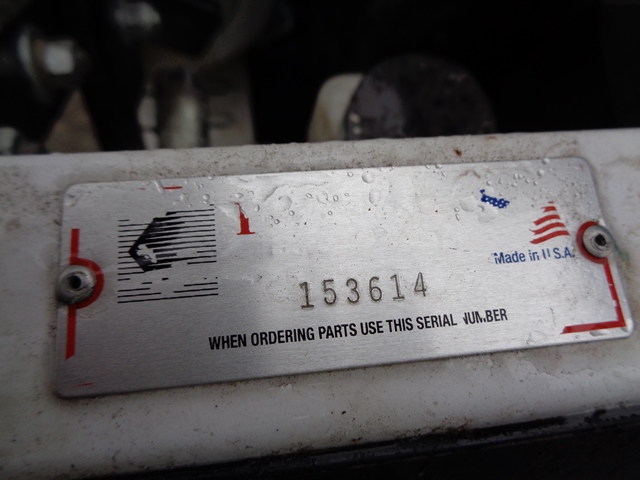 Made in U.S.A.
153614
WHEN ORDERING PARTS USE THIS SERIAL NUMBER